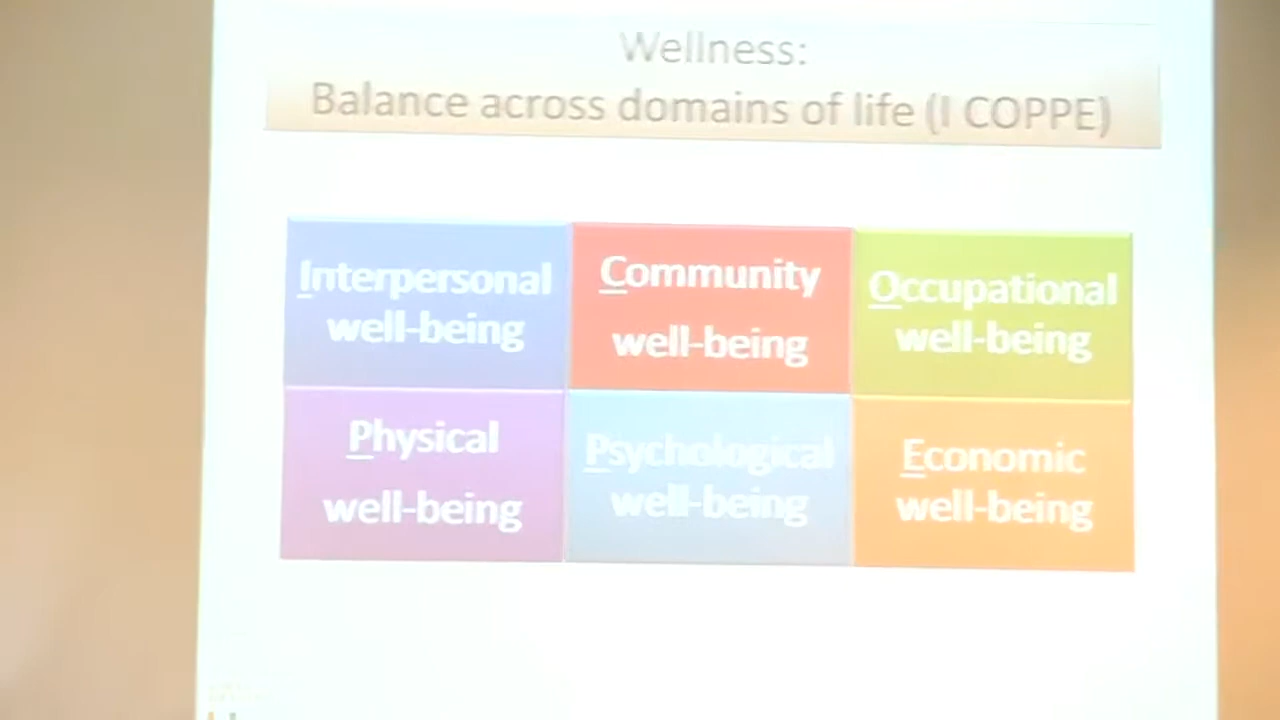 Wellness:
Balance across domains of life (I COPPE)
Interpersonal
well-being
Community
well-being
Occupational
well-being
Physical
well-being
Psychological
well-being
Economic
well-being